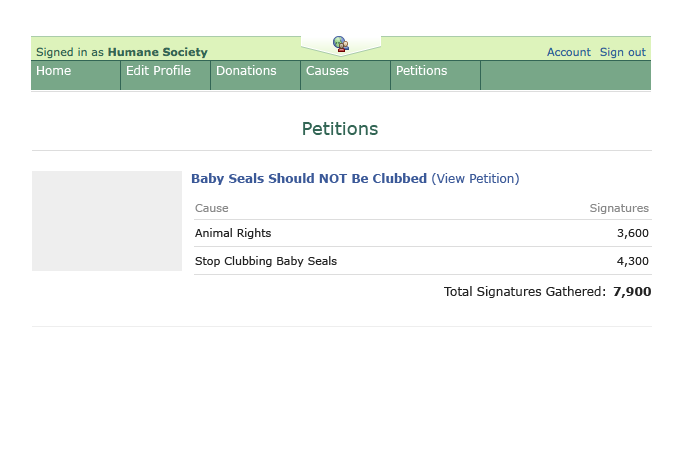 Signed in as Humane Society
Account Sign out
Home Edit Profile Donations Causes Petitions
Petitions
Baby Seals Should NOT Be Clubbed (View Petition)
Cause Signatures
Animal Rights 3,600
Stop Clubbing Baby Seals 4,300
Total Signatures Gathered: 7,900